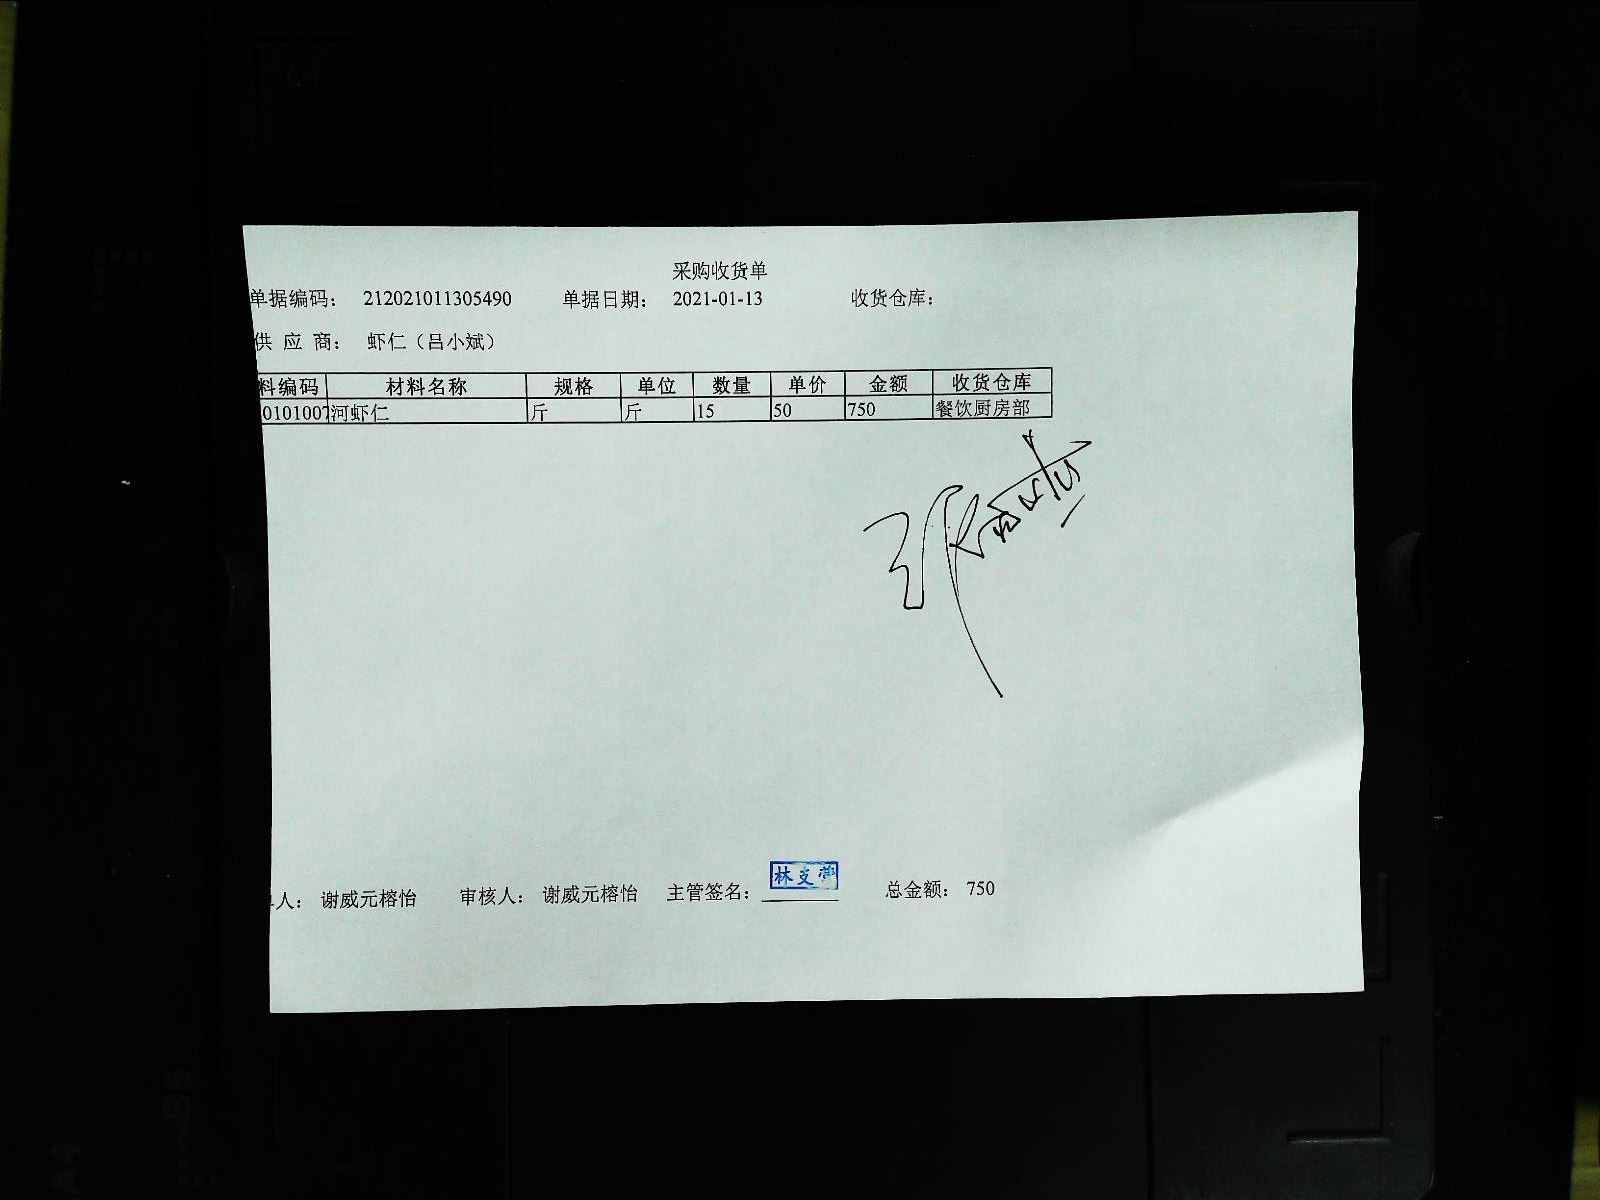 采购收货单
单据编码： 212021011305490 单据日期： 2021-01-13 收货仓库：
供 应 商： 虾仁（吕小斌）
料编码 材料名称 规格 单位 数量 单价 金额 收货仓库
0101007 河虾仁 斤 斤 15 50 750 餐饮厨房部
人： 谢威元榕怡 审核人： 谢威元榕怡 主管签名： 林支 总金额： 750
A4
B5
A4